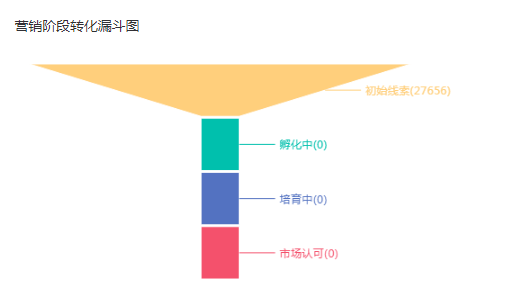 营销阶段转化漏斗图
初始线索(27656)
孵化中(0)
培育中(0)
市场认可(0)